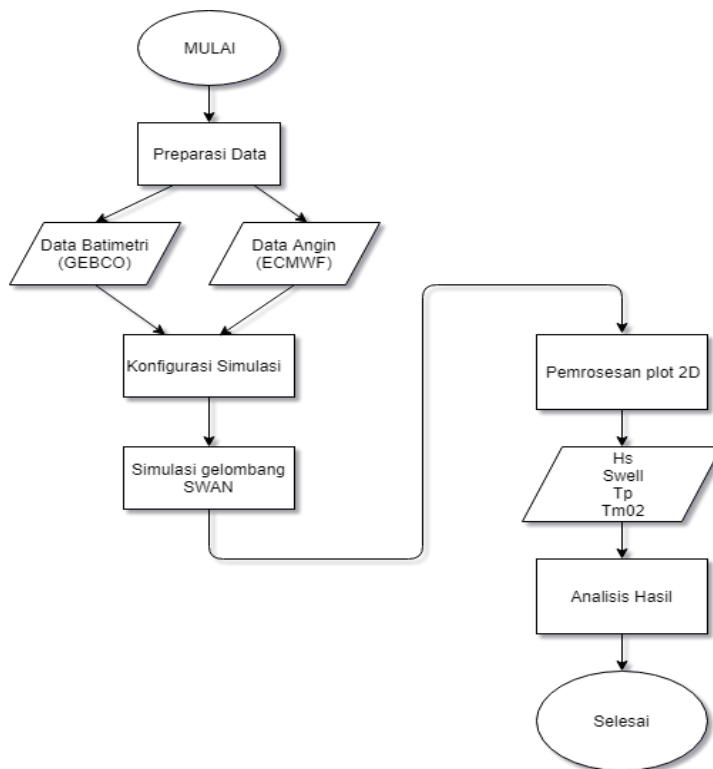 MULAI
Preparasi Data
Data Batimetri
(GEBCO)
Data Angin
(ECMWF)
Konfigurasi Simulasi
Simulasi gelombang
SWAN
Pemrosesan plot 2D
Hs
Swell
Tp
Tm02
Analisis Hasil
Selesai